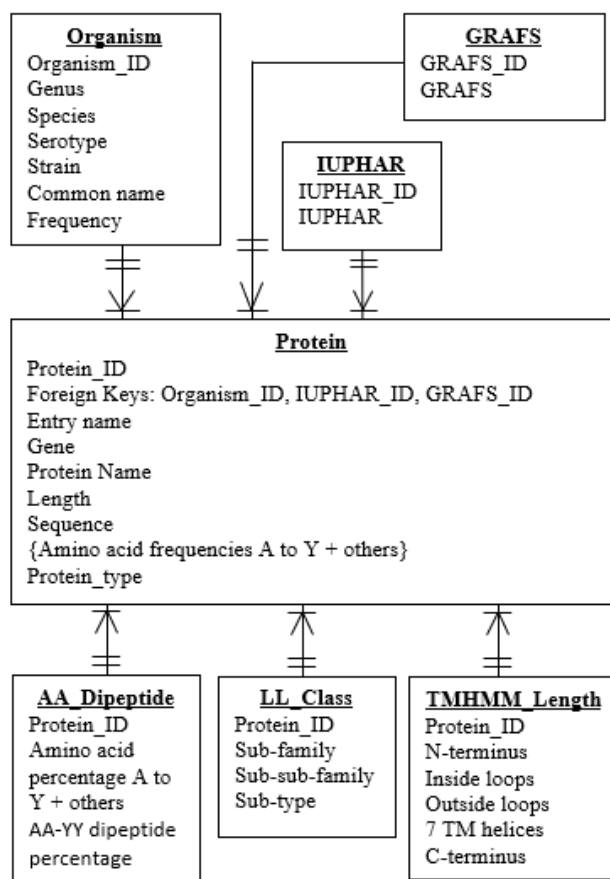 Organism
Organism_ID
Genus
Species
Serotype
Strain
Common name
Frequency
GRAFS
GRAFS_ID
GRAFS
IUPHAR
IUPHAR_ID
IUPHAR
Protein
Protein_ID
Foreign Keys: Organism_ID, IUPHAR_ID, GRAFS_ID
Entry name
Gene
Protein Name
Length
Sequence
{Amino acid frequencies A to Y + others}
Protein_type
AA_Dipeptide
Protein_ID
Amino acid
percentage A to
Y + others
AA-YY dipeptide
percentage
LL_Class
Protein_ID
Sub-family
Sub-sub-family
Sub-type
TMHMM_Length
Protein_ID
N-terminus
Inside loops
Outside loops
7 TM helices
C-terminus